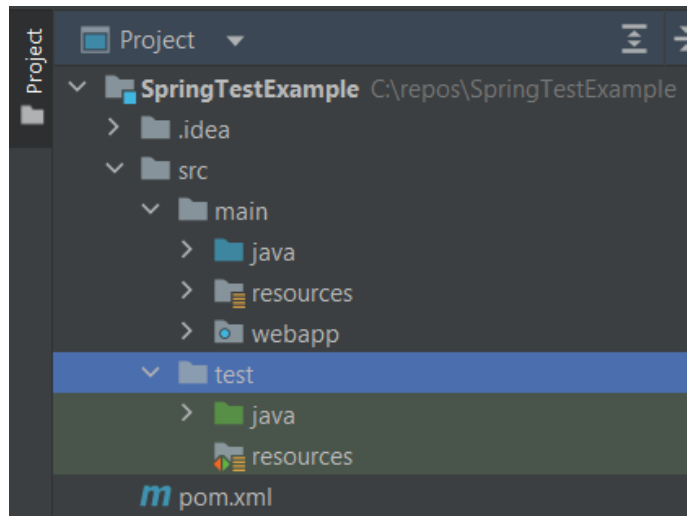 Project
Project
SpringTestExample C:\repos\SpringTestExample
.idea
src
main
java
resources
webapp
test
java
resources
m pom.xml